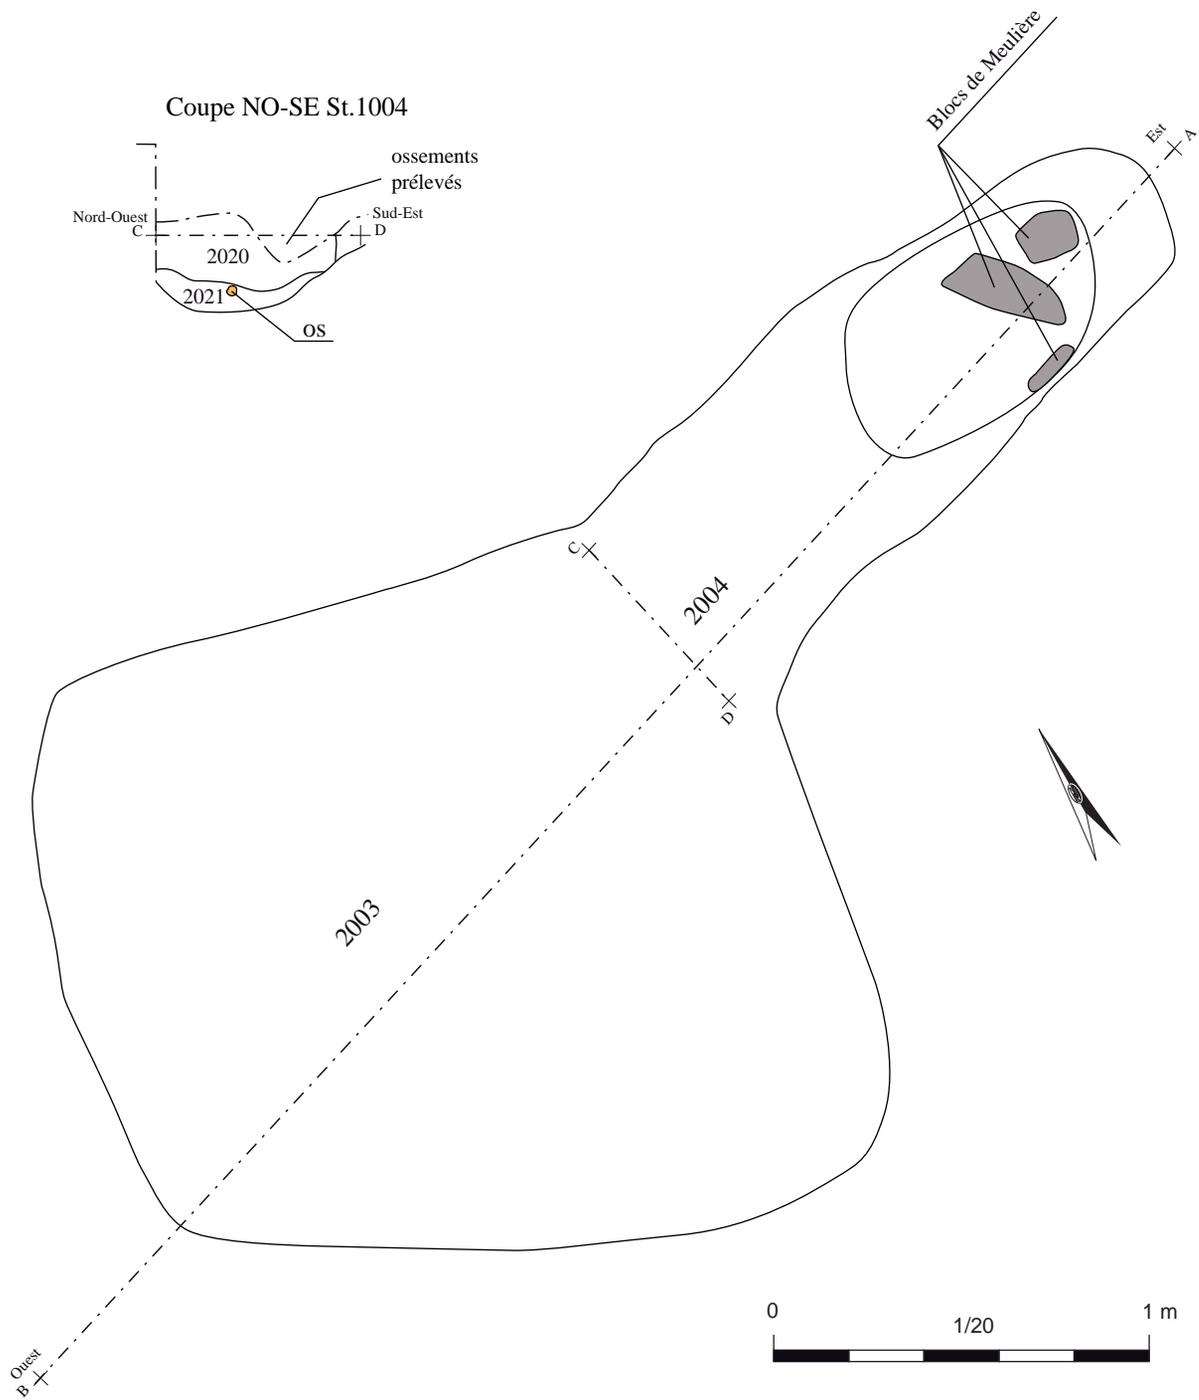 Coupe NO-SE St.1004
ossements
prélevés
Nord-Ouest
C
Sud-Est
D
2020
2021
OS
Blocs de Meulière
Est
A
C
2004
D
2003
Ouest
B
0
1/20
1 m